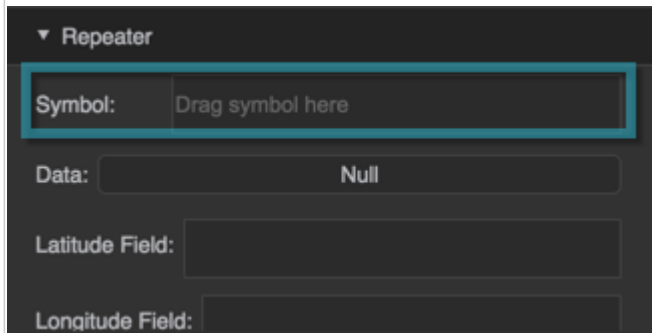 Repeater
Symbol: Drag symbol here
Data: Null
Latitude Field:
Longitude Field: